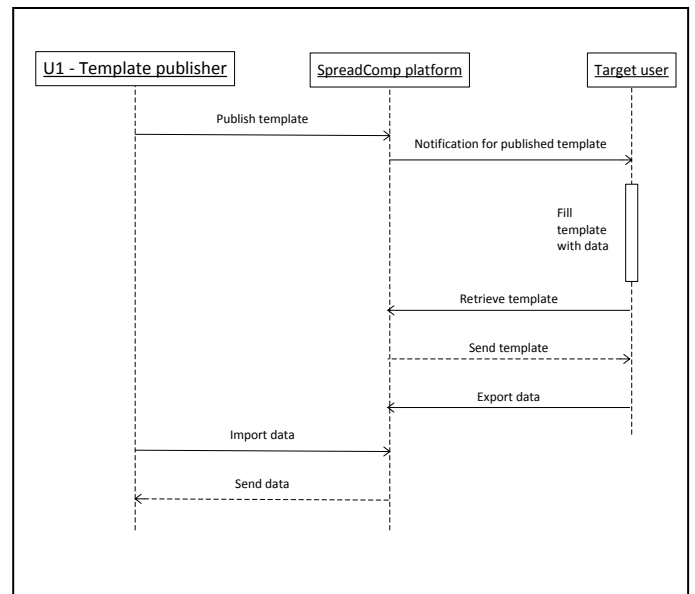 U1 - Template publisher
SpreadComp platform
Target user
Publish template
Notification for published template
Fill
template
with data
Retrieve template
Send template
Export data
Import data
Send data